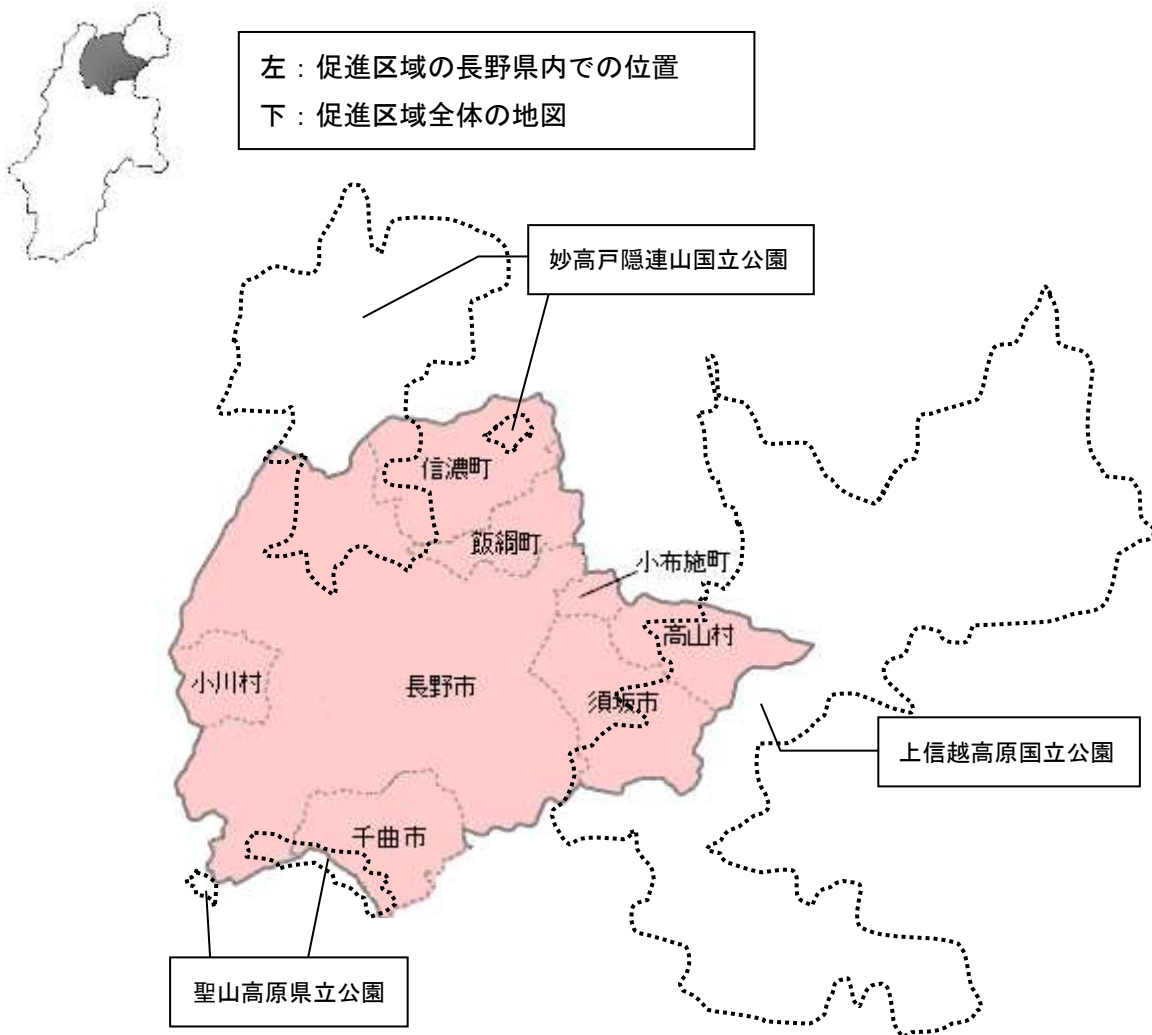 左：促進区域の長野県内での位置
下：促進区域全体の地図
妙高戸隠連山国立公園
信濃町
飯綱町
小布施町
高山村
小川村
長野市
須坂市
上信越高原国立公園
千曲市
聖山高原県立公園